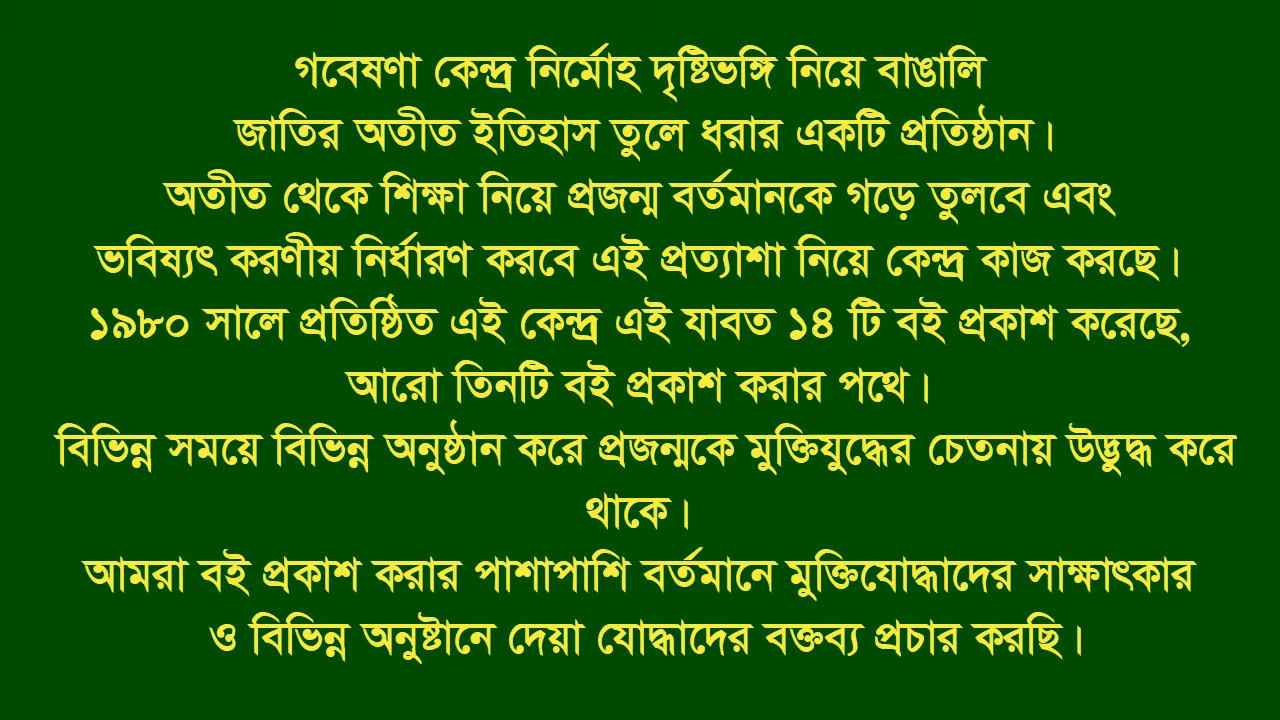 গবেষণা কেন্দ্র নির্মোহ দৃষ্টিভঙ্গি নিয়ে বাঙালি
জাতির অতীত ইতিহাস তুলে ধরার একটি প্রতিষ্ঠান।
অতীত থেকে শিক্ষা নিয়ে প্রজন্ম বর্তমানকে গড়ে তুলবে এবং
ভবিষ্যৎ করণীয় নির্ধারণ করবে এই প্রত্যাশা নিয়ে কেন্দ্র কাজ করছে।
১৯৮০ সালে প্রতিষ্ঠিত এই কেন্দ্র এই যাবত ১৪ টি বই প্রকাশ করেছে,
আরো তিনটি বই প্রকাশ করার পথে।
বিভিন্ন সময়ে বিভিন্ন অনুষ্ঠান করে প্রজন্মকে মুক্তিযুদ্ধের চেতনায় উদ্ভুদ্ধ করে
থাকে।
আমরা বই প্রকাশ করার পাশাপাশি বর্তমানে মুক্তিযোদ্ধাদের সাক্ষাৎকার
ও বিভিন্ন অনুষ্টানে দেয়া যোদ্ধাদের বক্তব্য প্রচার করছি।